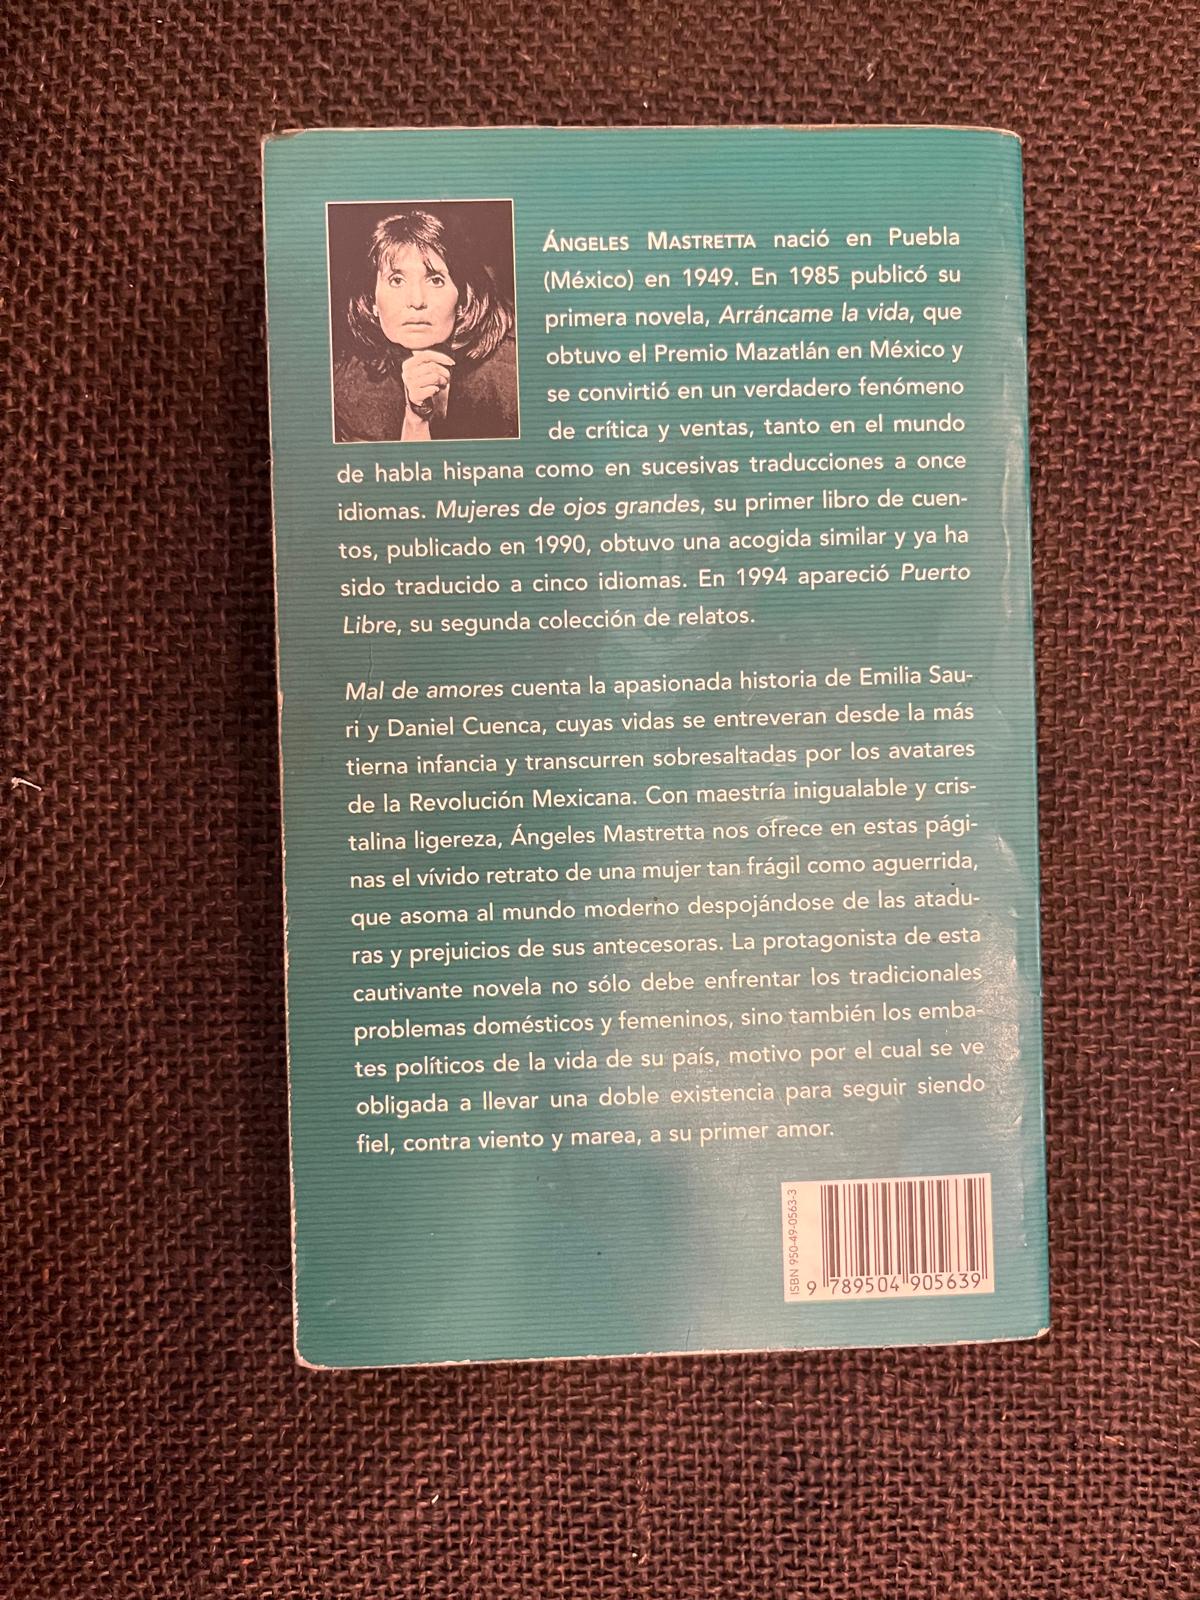 ÁNGELES MASTRETTA nació en Puebla
(México) en 1949. En 1985 publicó su
primera novela, Arráncame la vida, que
obtuvo el Premio Mazatlán en México y
se convirtió en un verdadero fenómeno
de crítica y ventas, tanto en el mundo
de habla hispana como en sucesivas traducciones a once
idiomas. Mujeres de ojos grandes, su primer libro de cuen-
tos, publicado en 1990, obtuvo una acogida similar y ya ha
sido traducido a cinco idiomas. En 1994 apareció Puerto
Libre, su segunda colección de relatos.
Mal de amores cuenta la apasionada historia de Emilia Sau-
ri y Daniel Cuenca, cuyas vidas se entreveran desde la más
tierna infancia y transcurren sobresaltadas por los avatares
de la Revolución Mexicana. Con maestría inigualable y cris-
talina ligereza, Ángeles Mastretta nos ofrece en estas pági-
nas el vívido retrato de una mujer tan frágil como aguerrida,
que asoma al mundo moderno despojándose de las atadu-
ras y prejuicios de sus antecesoras. La protagonista de esta
cautivante novela no sólo debe enfrentar los tradicionales
problemas domésticos y femeninos, sino también los emba-
tes políticos de la vida de su país, motivo por el cual se ve
obligada a llevar una doble existencia para seguir siendo
fiel, contra viento y marea, a su primer amor.
ISBN 950-49-0563-3
9 789504 905639